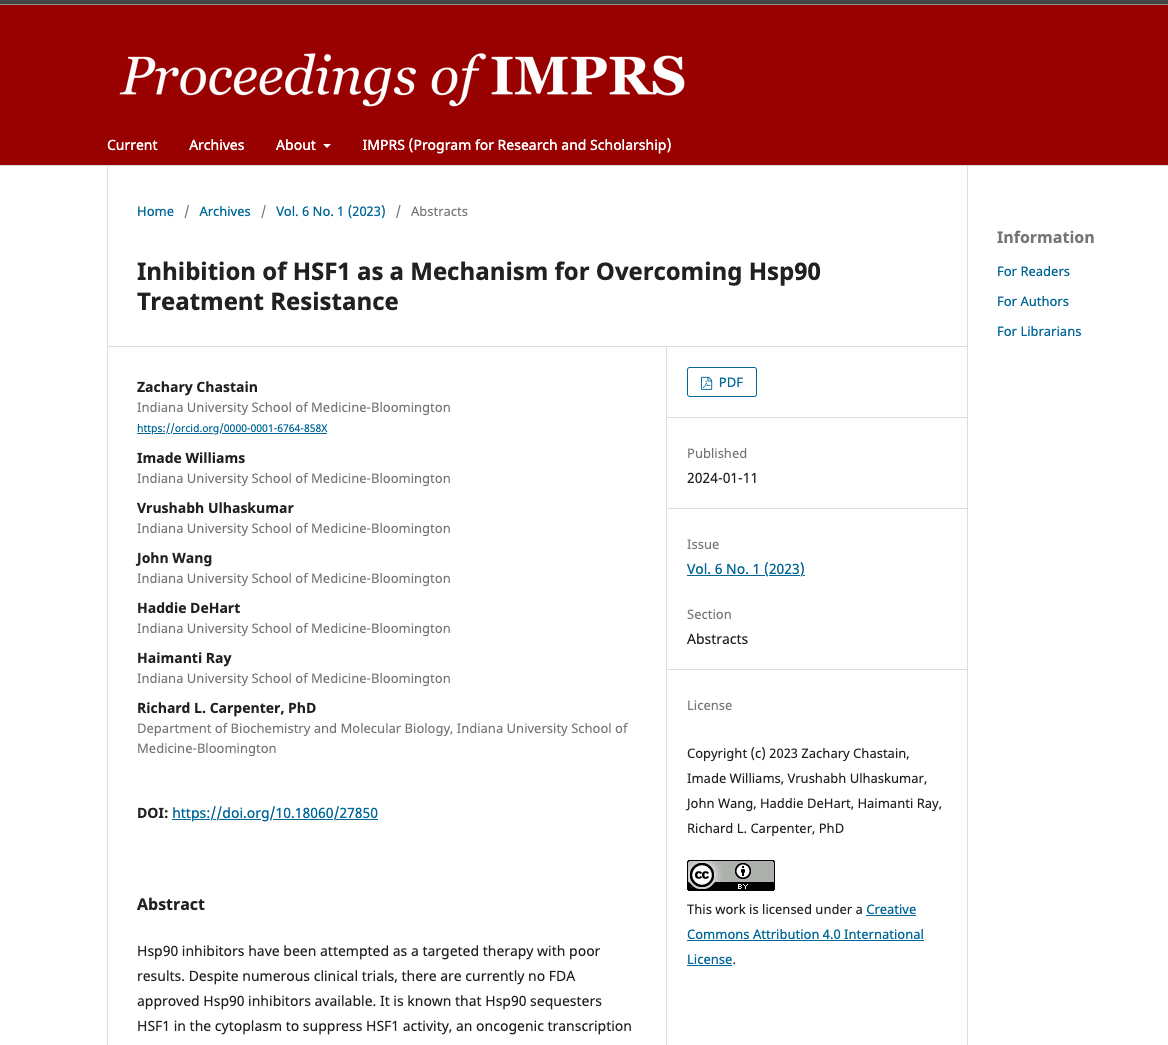 Proceedings of IMPRS
Current
Archives
About
IMPRS (Program for Research and Scholarship)
Home / Archives / Vol. 6 No. 1 (2023) / Abstracts
Inhibition of HSF1 as a Mechanism for Overcoming Hsp90
Treatment Resistance
Zachary Chastain
Indiana University School of Medicine-Bloomington
https://orcid.org/0000-0001-6764-858X
Imade Williams
Indiana University School of Medicine-Bloomington
Vrushabh Ulhaskumar
Indiana University School of Medicine-Bloomington
John Wang
Indiana University School of Medicine-Bloomington
Haddie DeHart
Indiana University School of Medicine-Bloomington
Haimanti Ray
Indiana University School of Medicine-Bloomington
Richard L. Carpenter, PhD
Department of Biochemistry and Molecular Biology, Indiana University School of
Medicine-Bloomington
DOI: https://doi.org/10.18060/27850
Abstract
Hsp90 inhibitors have been attempted as a targeted therapy with poor
results. Despite numerous clinical trials, there are currently no FDA
approved Hsp90 inhibitors available. It is known that Hsp90 sequesters
HSF1 in the cytoplasm to suppress HSF1 activity, an oncogenic transcription
PDF
Published
2024-01-11
Issue
Vol. 6 No. 1 (2023)
Section
Abstracts
License
Copyright (c) 2023 Zachary Chastain,
Imade Williams, Vrushabh Ulhaskumar,
John Wang, Haddie DeHart, Haimanti Ray,
Richard L. Carpenter, PhD
cc
BY
This work is licensed under a Creative
Commons Attribution 4.0 International
License.
Information
For Readers
For Authors
For Librarians